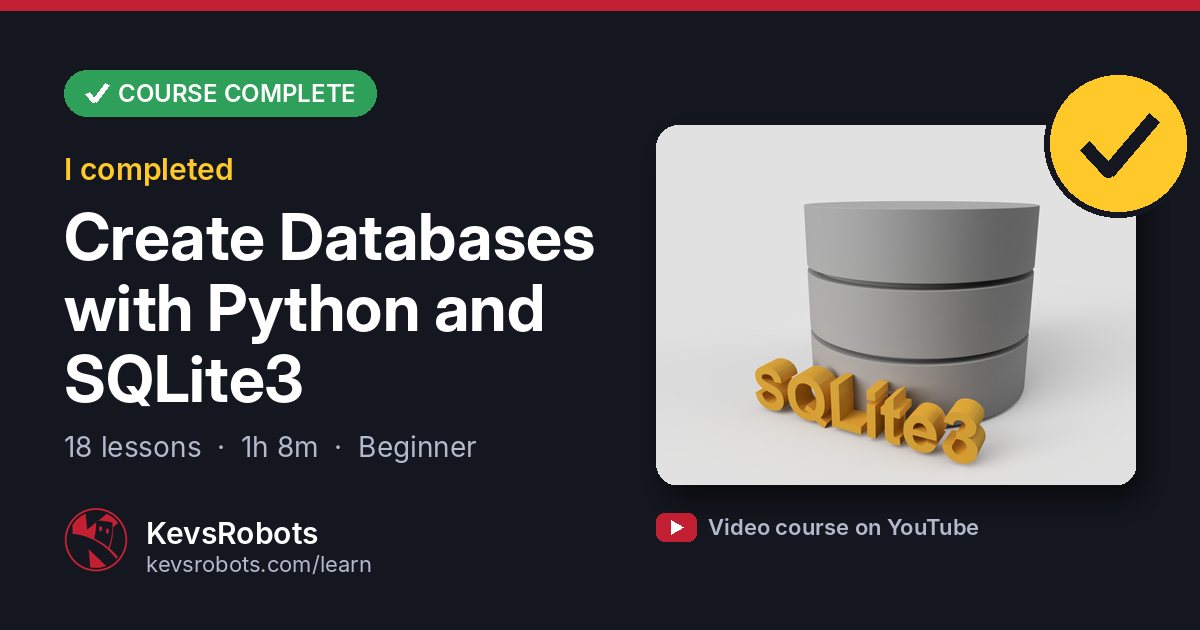 COURSE COMPLETE
I completed
Create Databases
with Python and
SQLite3
18 lessons · 1h 8m · Beginner
KevsRobots
kevsrobots.com/learn
SQLite3
Video course on YouTube